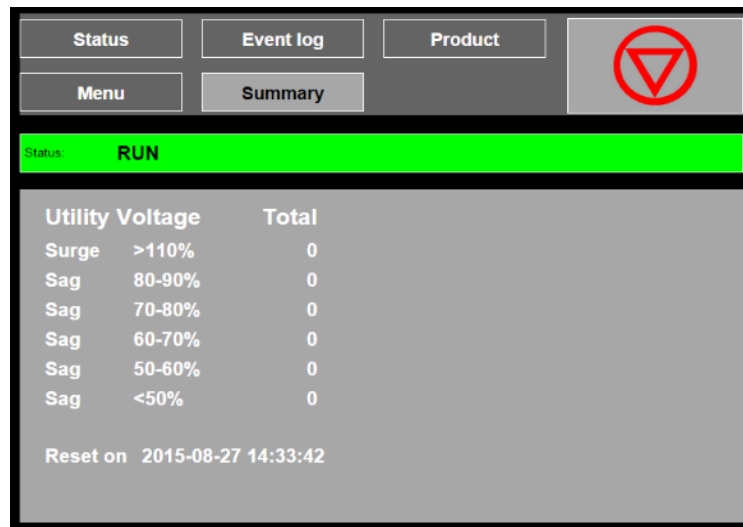 Status Event log Product
Menu Summary
Status: RUN
Utility Voltage Total
Surge >110% 0
Sag 80-90% 0
Sag 70-80% 0
Sag 60-70% 0
Sag 50-60% 0
Sag <50% 0
Reset on 2015-08-27 14:33:42